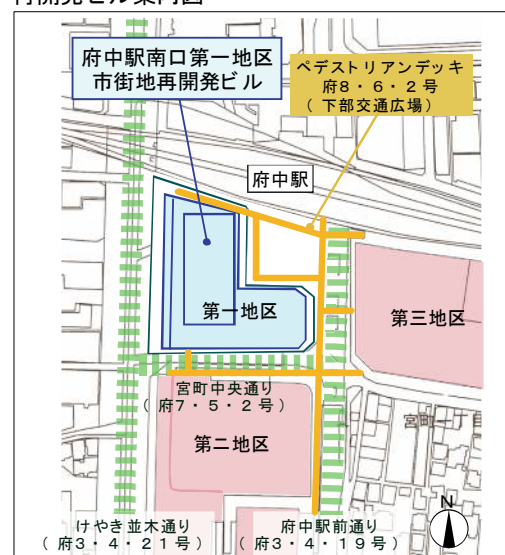 府中駅南口第一地区
市街地再開発ビル
ペデストリアンデッキ
府8・6・2号
（下部交通広場）
府中駅
第一地区
第三地区
宮町中央通り
（府7・5・2号）
第二地区
けやき並木通り
（府3・4・21号）
府中駅前通り
（府3・4・19号）
N